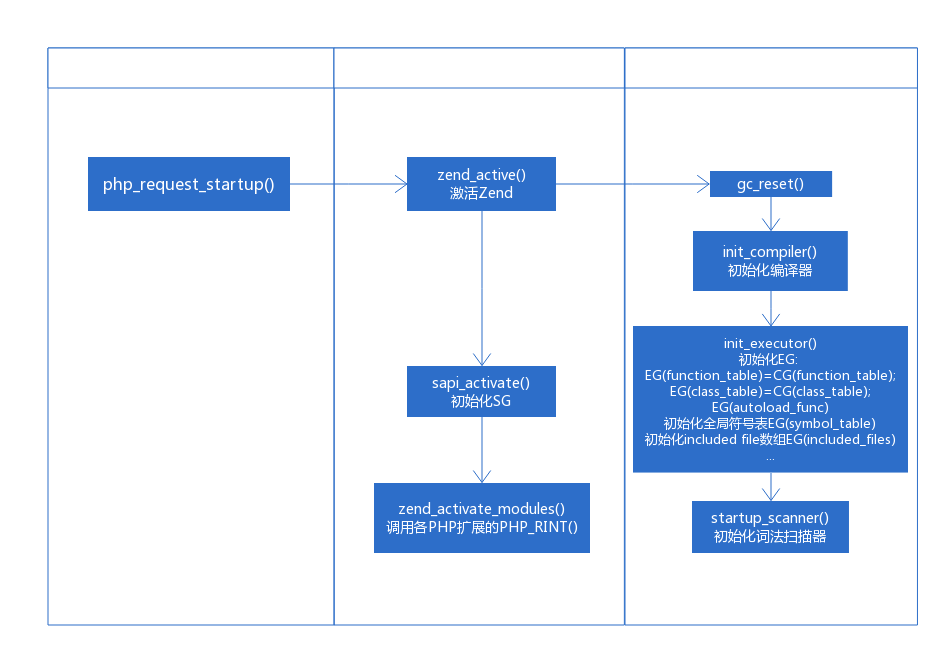 php_request_startup()
zend_active()
激活Zend
sapi_activate()
初始化SG
zend_activate_modules()
调用各PHP扩展的PHP_RINT()
gc_reset()
init_compiler()
初始化编译器
init_executor()
初始化EG:
EG(function_table)=CG(function_table);
EG(class_table)=CG(class_table);
EG(autoload_func)
初始化全局符号表EG(symbol_table)
初始化included file数组EG(included_files)
...
startup_scanner()
初始化词法扫描器